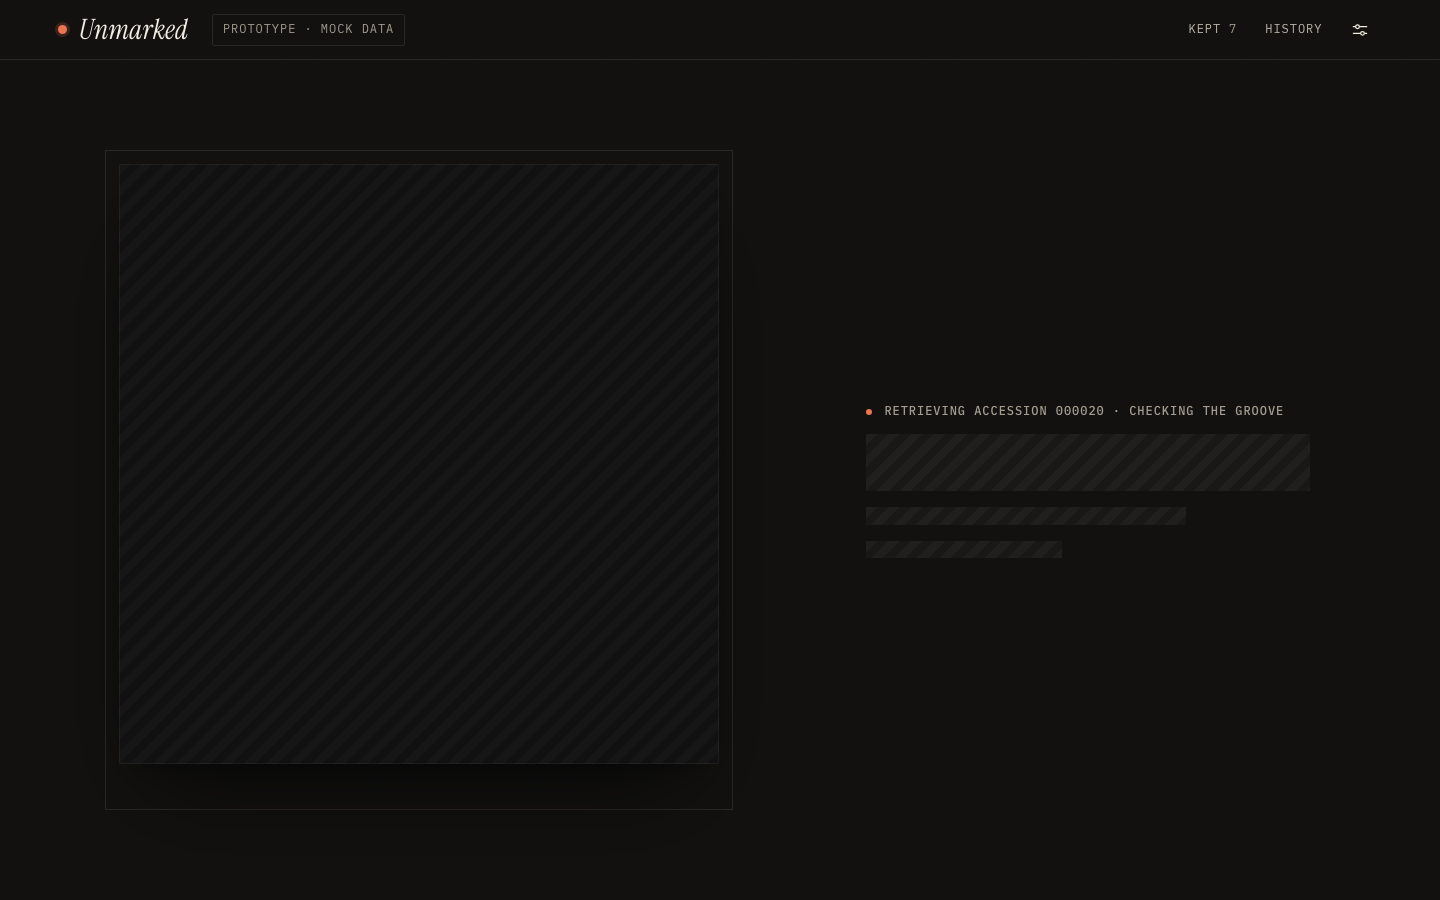 Unmarked
PROTOTYPE · MOCK DATA
KEPT 7
HISTORY
RETRIEVING ACCESSION 000020 · CHECKING THE GROOVE